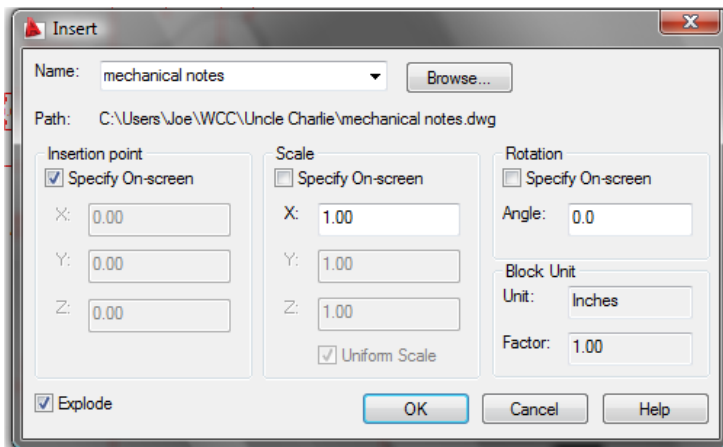 Insert
Name: mechanical notes Browse...
Path: C:\Users\Joe\WCC\Uncle Charlie\mechanical notes.dwg
Insertion point
Specify On-screen
X: 0.00
Y: 0.00
Z: 0.00
Scale
Specify On-screen
X: 1.00
Y: 1.00
Z: 1.00
Uniform Scale
Rotation
Specify On-screen
Angle: 0.0
Block Unit
Unit: Inches
Factor: 1.00
Explode
OK Cancel Help